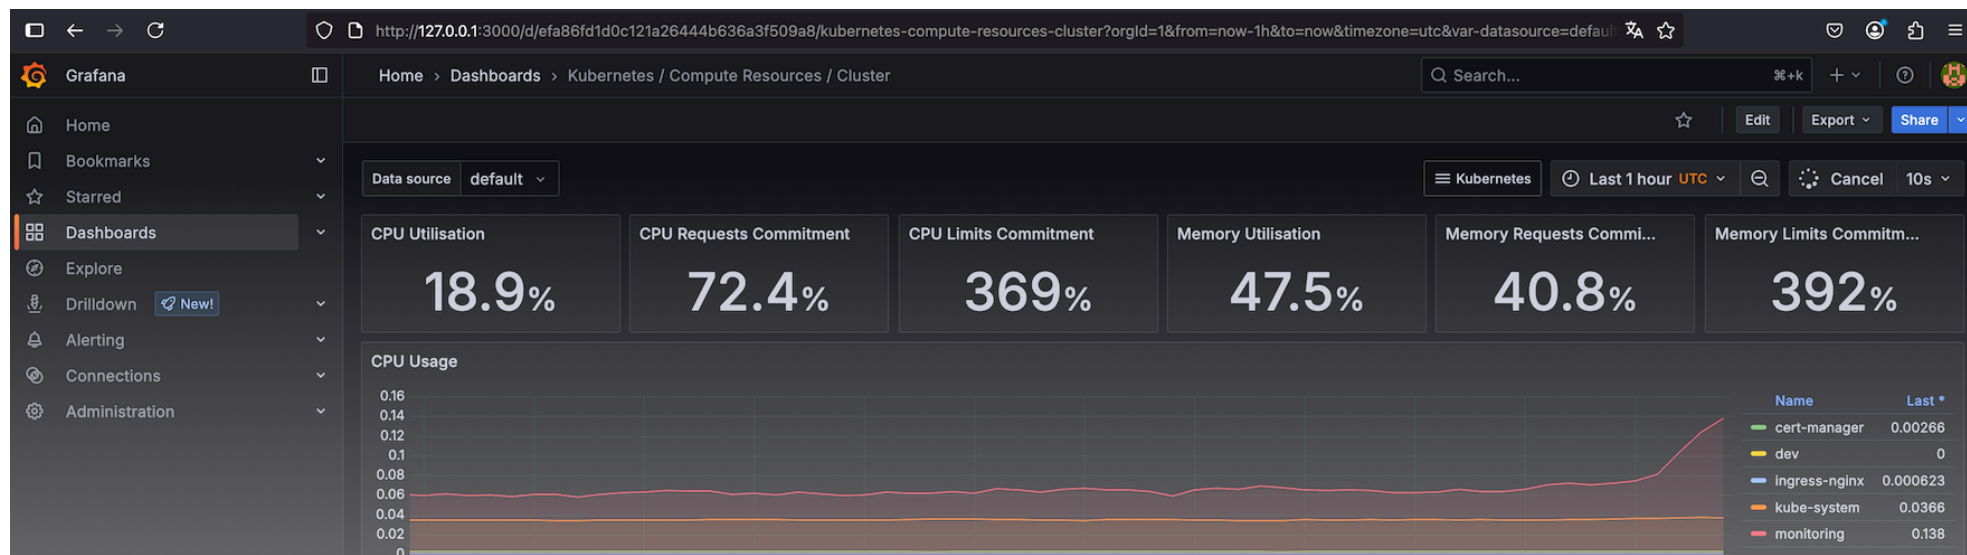 http://127.0.0.1:3000/d/efa86fd1d0c121a26444b636a3f509a8/kubernetes-compute-resources-cluster?orgId=1&from=now-1h&to=now&timezone=utc&var-datasource=defaul
Grafana
Home › Dashboards › Kubernetes / Compute Resources / Cluster
Search...
⌘+k
Home
Edit
Export
Share
Bookmarks
Starred
Dashboards
Explore
Drilldown
New!
Alerting
Connections
Administration
Data source
default
Kubernetes
Last 1 hour UTC
Cancel
10s
CPU Utilisation
18.9%
CPU Requests Commitment
72.4%
CPU Limits Commitment
369%
Memory Utilisation
47.5%
Memory Requests Commi...
40.8%
Memory Limits Commitm...
392%
CPU Usage
0.16
0.14
0.12
0.1
0.08
0.06
0.04
0.02
0
Name Last *
cert-manager 0.00266
dev 0
ingress-nginx 0.000623
kube-system 0.0366
monitoring 0.138